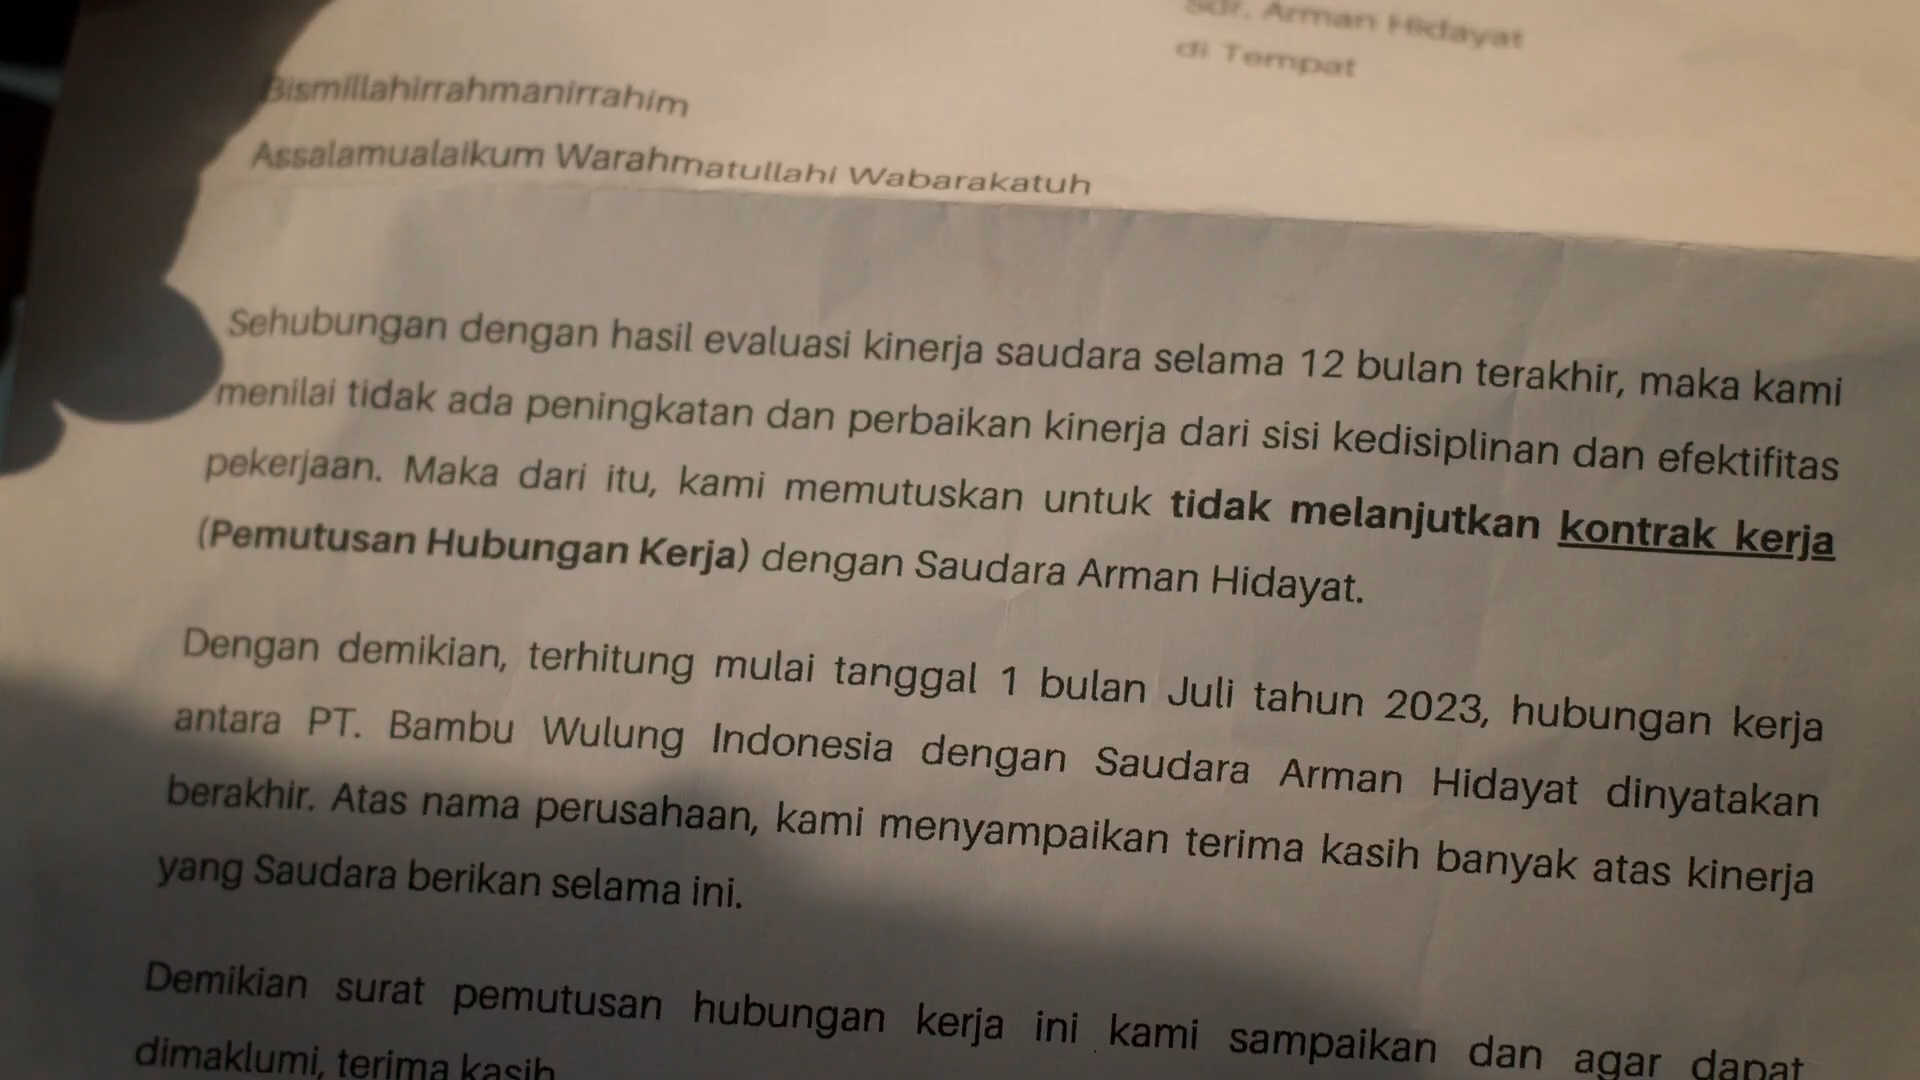 Sdr. Arman Hidayat
di Tempat
Bismillahirrahmanirrahim
Assalamualaikum Warahmatullahi Wabarakatuh
Sehubungan dengan hasil evaluasi kinerja saudara selama 12 bulan terakhir, maka kami
menilai tidak ada peningkatan dan perbaikan kinerja dari sisi kedisiplinan dan efektifitas
pekerjaan. Maka dari itu, kami memutuskan untuk tidak melanjutkan kontrak kerja
(Pemutusan Hubungan Kerja) dengan Saudara Arman Hidayat.
Dengan demikian, terhitung mulai tanggal 1 bulan Juli tahun 2023, hubungan kerja
antara PT. Bambu Wulung Indonesia dengan Saudara Arman Hidayat dinyatakan
berakhir. Atas nama perusahaan, kami menyampaikan terima kasih banyak atas kinerja
yang Saudara berikan selama ini.
Demikian surat pemutusan hubungan kerja ini kami sampaikan dan agar dapat
dimaklumi, terima kasih